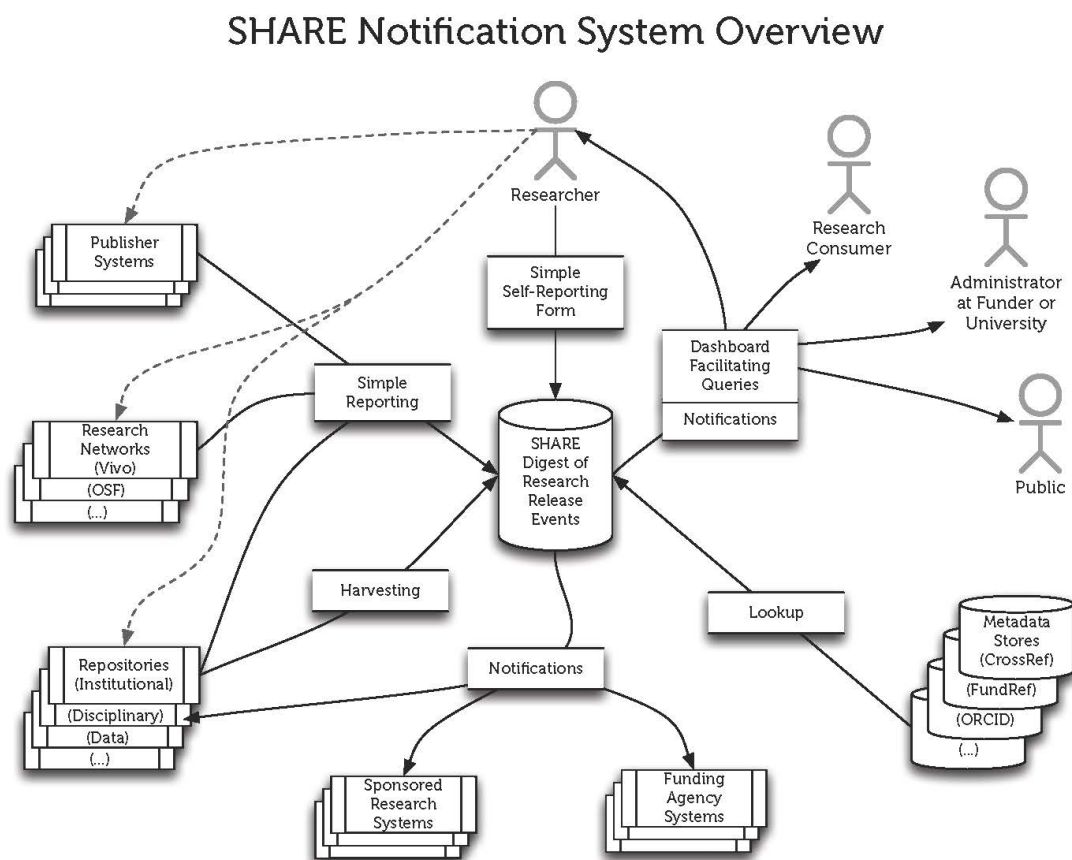 SHARE Notification System Overview
Researcher
Research
Consumer
Administrator
at Funder or
University
Public
Publisher
Systems
Simple
Self-Reporting
Form
Dashboard
Facilitating
Queries
Notifications
Simple
Reporting
Research
Networks
(Vivo)
(OSF)
(...)
SHARE
Digest of
Research
Release
Events
Harvesting
Lookup
Metadata
Stores
(CrossRef)
(FundRef)
(ORCID)
(...)
Repositories
(Institutional)
(Disciplinary)
(Data)
(...)
Notifications
Sponsored
Research
Systems
Funding
Agency
Systems